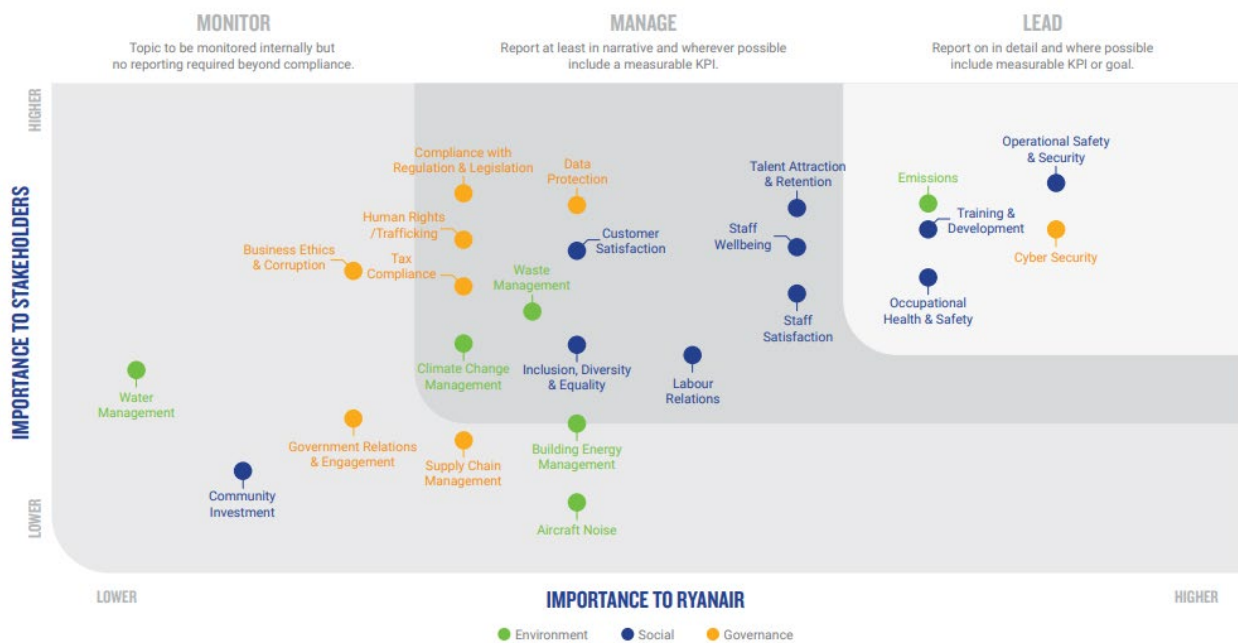 MONITOR
Topic to be monitored internally but
no reporting required beyond compliance.
MANAGE
Report at least in narrative and wherever possible
include a measurable KPI.
LEAD
Report on in detail and where possible
include measurable KPI or goal.
HIGHER
IMPORTANCE TO STAKEHOLDERS
LOWER
Compliance with
Regulation & Legislation
Data
Protection
Talent Attraction
& Retention
Operational Safety
& Security
Emissions
Human Rights
/Trafficking
Customer
Satisfaction
Staff
Wellbeing
Training &
Development
Business Ethics
& Corruption
Tax
Compliance
Waste
Management
Cyber Security
Occupational
Health & Safety
Staff
Satisfaction
Climate Change
Management
Inclusion, Diversity
& Equality
Labour
Relations
Water
Management
Government Relations
& Engagement
Supply Chain
Management
Building Energy
Management
Community
Investment
Aircraft Noise
LOWER
IMPORTANCE TO RYANAIR
HIGHER
Environment
Social
Governance